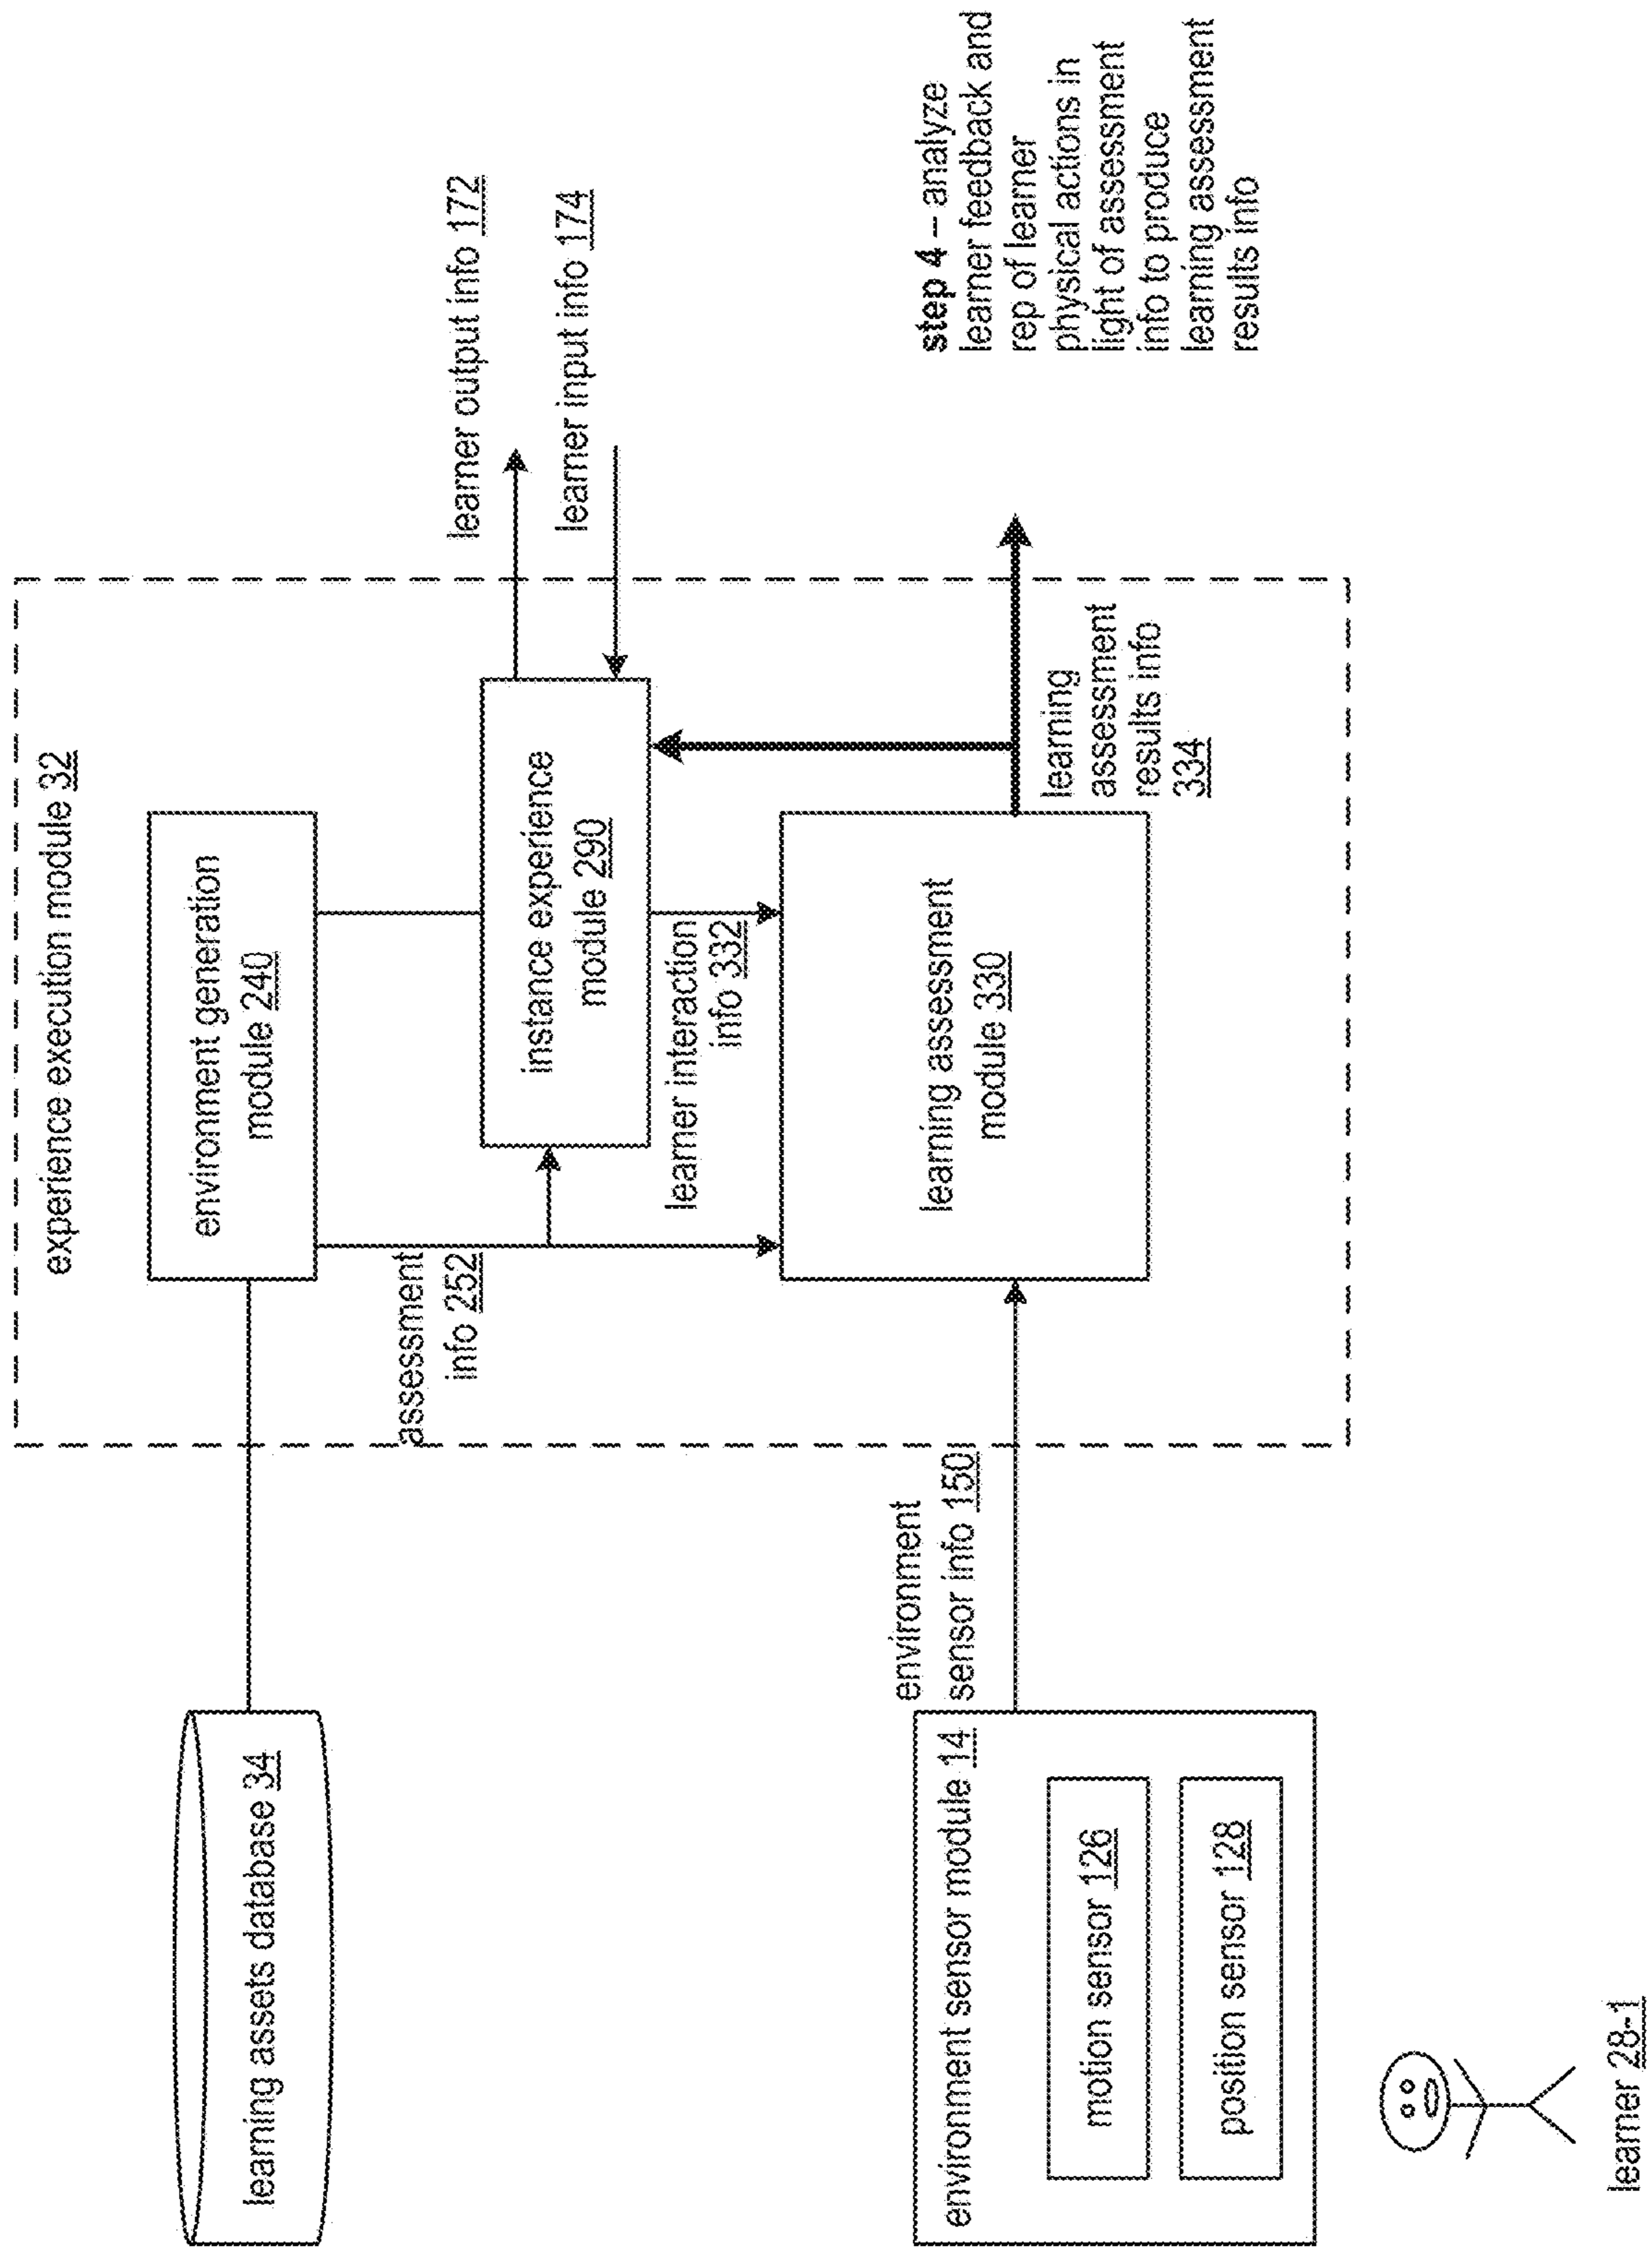 experience execution module 32
learning assets database 34
environment generation
module 240
assessment
info 252
learner output info 172
learner input info 174
instance experience
module 290
learner interaction
info 332
environment
sensor info 150
environment sensor module 14
motion sensor 126
position sensor 128
learning assessment
module 330
learning
assessment
results info
334
step 4 – analyze
learner feedback and
rep of learner
physical actions in
light of assessment
info to produce
learning assessment
results info
learner 28-1